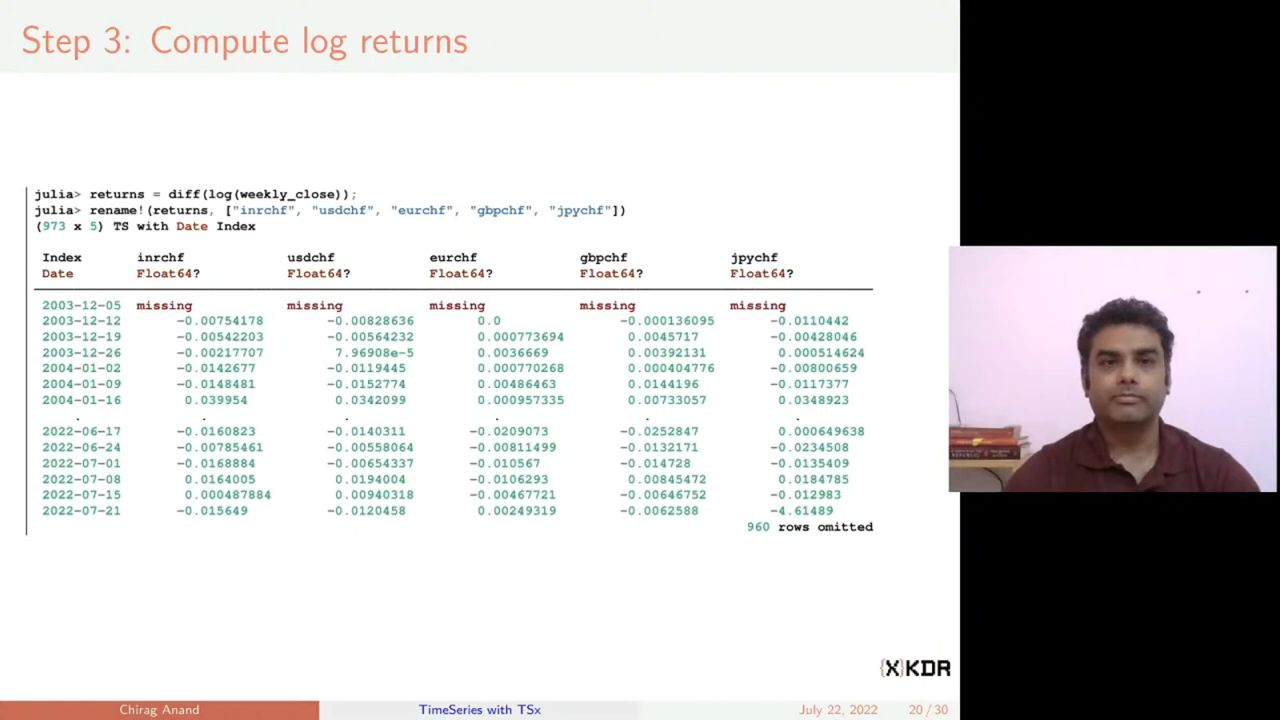 Step 3: Compute log returns
julia> returns = diff(log(weekly_close));
julia> rename!(returns, ["inrchf", "usdchf", "eurchf", "gbpchf", "jpychf"])
(973 x 5) TS with Date Index
Index inrchf usdchf eurchf gbpchf jpychf
Date Float64? Float64? Float64? Float64? Float64?
2003-12-05 missing missing missing missing missing
2003-12-12 -0.00754178 -0.00828636 0.0 -0.000136095 -0.0110442
2003-12-19 -0.00542203 -0.00564232 0.000773694 0.0045717 -0.00428046
2003-12-26 -0.00217707 7.96908e-5 0.0036669 0.00392131 0.000514624
2004-01-02 -0.0142677 -0.0119445 0.000770268 0.000404776 -0.00800659
2004-01-09 -0.0148481 -0.0152774 0.00486463 0.0144196 -0.0117377
2004-01-16 0.039954 0.0342099 0.000957335 0.00733057 0.0348923
. . . . . .
2022-06-17 -0.0160823 -0.0140311 -0.0209073 -0.0252847 0.000649638
2022-06-24 -0.00785461 -0.00558064 -0.00811499 -0.0132171 -0.0234508
2022-07-01 -0.0168884 -0.00654337 -0.010567 -0.014728 -0.0135409
2022-07-08 0.0164005 0.0194004 -0.0106293 0.00845472 0.0184785
2022-07-15 0.000487884 0.00940318 -0.00467721 -0.00646752 -0.012983
2022-07-21 -0.015649 -0.0120458 0.00249319 -0.0062588 -4.61489
960 rows omitted
{X}KDR
Chirag Anand TimeSeries with TSx July 22, 2022 20 / 30